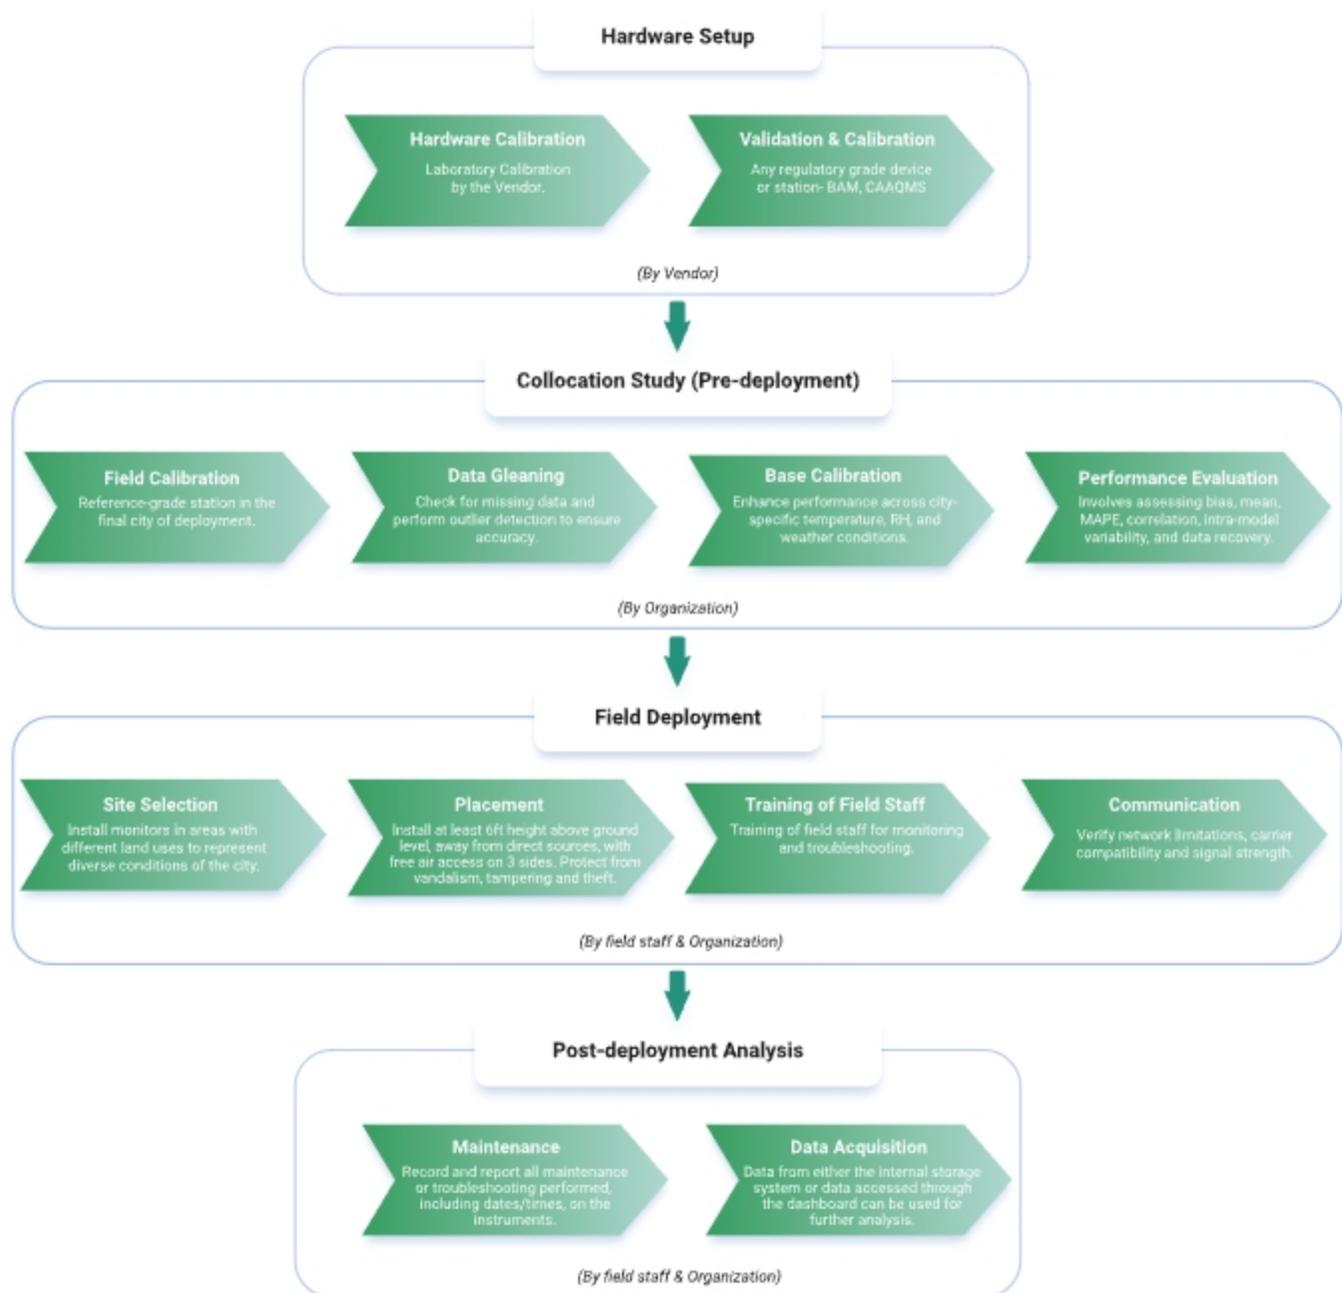 Hardware Setup
Hardware Calibration
Laboratory Calibration
by the Vendor.
Validation & Calibration
Any regulatory grade device
or station- BAM, CAAQMS
(By Vendor)
Collocation Study (Pre-deployment)
Field Calibration
Reference-grade station in the
final city of deployment.
Data Gleaning
Check for missing data and
perform outlier detection to ensure
accuracy.
Base Calibration
Enhance performance across city-
specific temperature, RH, and
weather conditions.
Performance Evaluation
Involves assessing bias, mean,
MAPE, correlation, intra-model
variability, and data recovery.
(By Organization)
Field Deployment
Site Selection
Install monitors in areas with
different land uses to represent
diverse conditions of the city.
Placement
Install at least 6ft height above ground
level, away from direct sources, with
free air access on 3 sides. Protect from
vandalism, tampering and theft.
Training of Field Staff
Training of field staff for monitoring
and troubleshooting.
Communication
Verify network limitations, carrier
compatibility and signal strength.
(By field staff & Organization)
Post-deployment Analysis
Maintenance
Record and report all maintenance
or troubleshooting performed,
including dates/times, on the
instruments.
Data Acquisition
Data from either the internal storage
system or data accessed through
the dashboard can be used for
further analysis.
(By field staff & Organization)